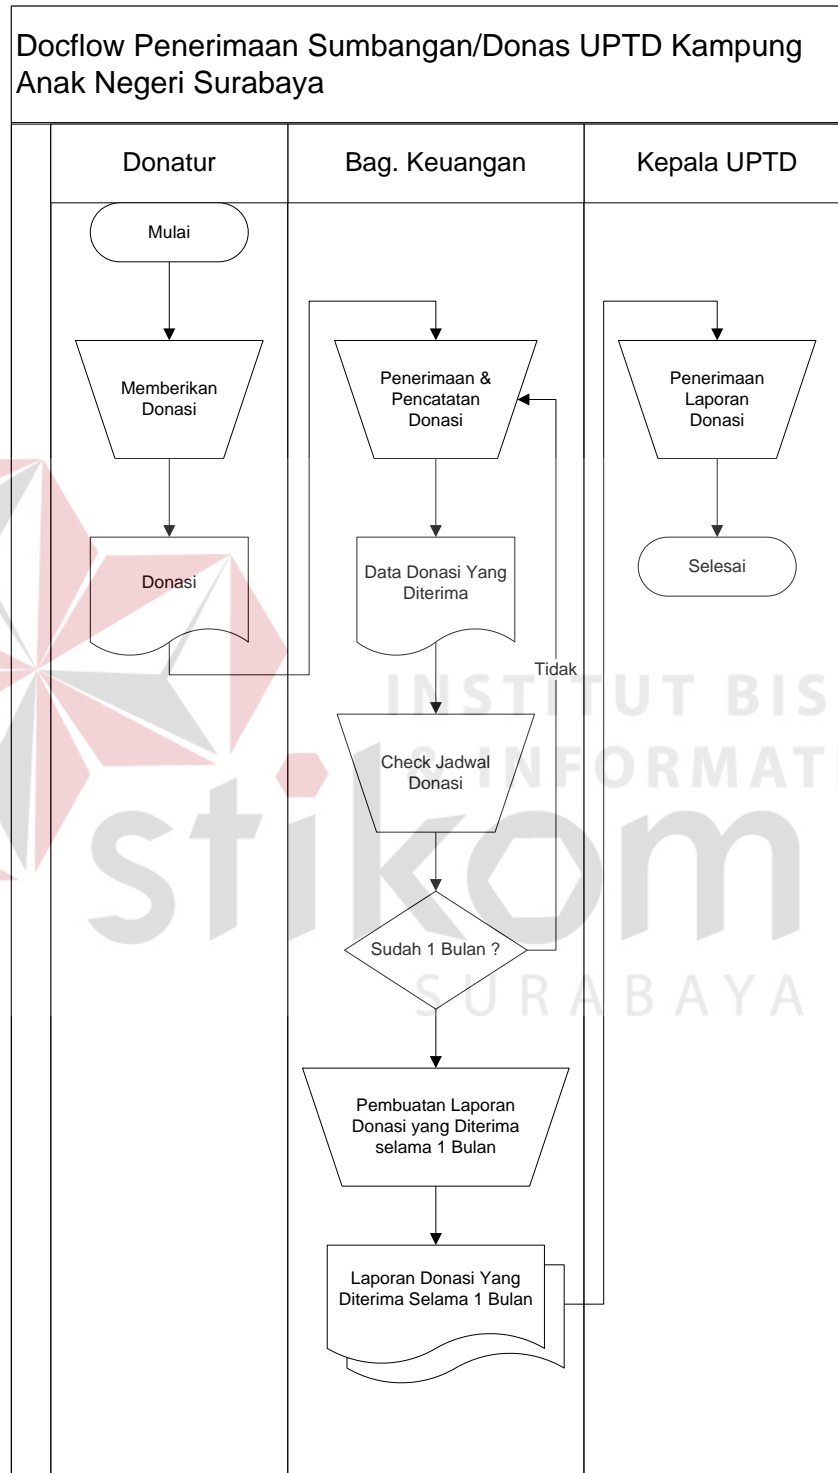 Docflow Penerimaan Sumbangan/Donas UPTD Kampung
Anak Negeri Surabaya
Donatur
Bag. Keuangan
Kepala UPTD
Mulai
Memberikan
Donasi
Donasi
Penerimaan &
Pencatatan
Donasi
Data Donasi Yang
Diterima
Tidak
Check Jadwal
Donasi
Sudah 1 Bulan ?
Pembuatan Laporan
Donasi yang Diterima
selama 1 Bulan
Laporan Donasi Yang
Diterima Selama 1 Bulan
Penerimaan
Laporan
Donasi
Selesai
INSTITUT BIS
& INFORMATI
stikom
SURABAYA